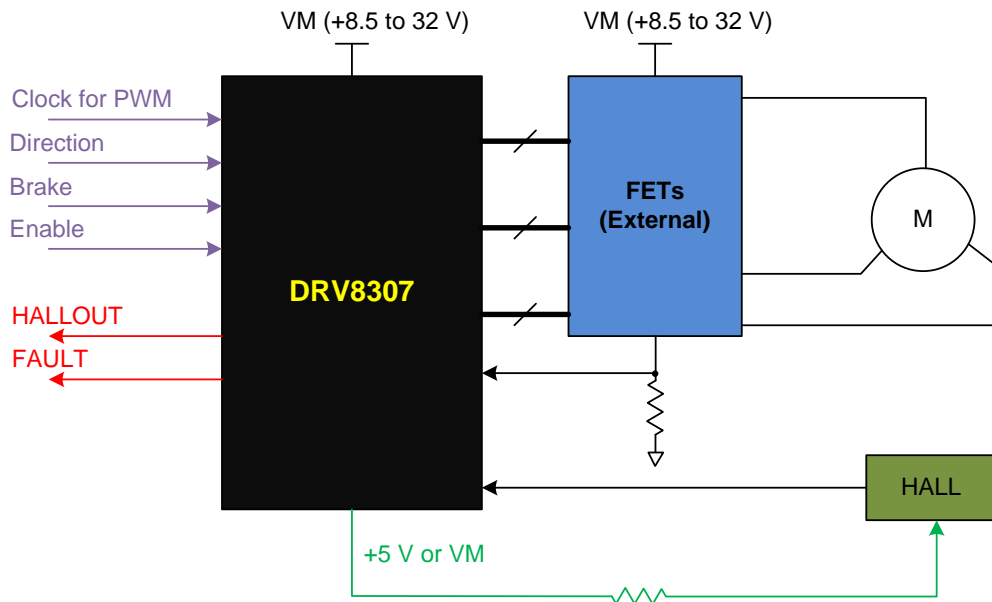 VM (+8.5 to 32 V)
VM (+8.5 to 32 V)
Clock for PWM
Direction
Brake
Enable
FETs
(External)
M
DRV8307
HALLOUT
FAULT
HALL
+5 V or VM